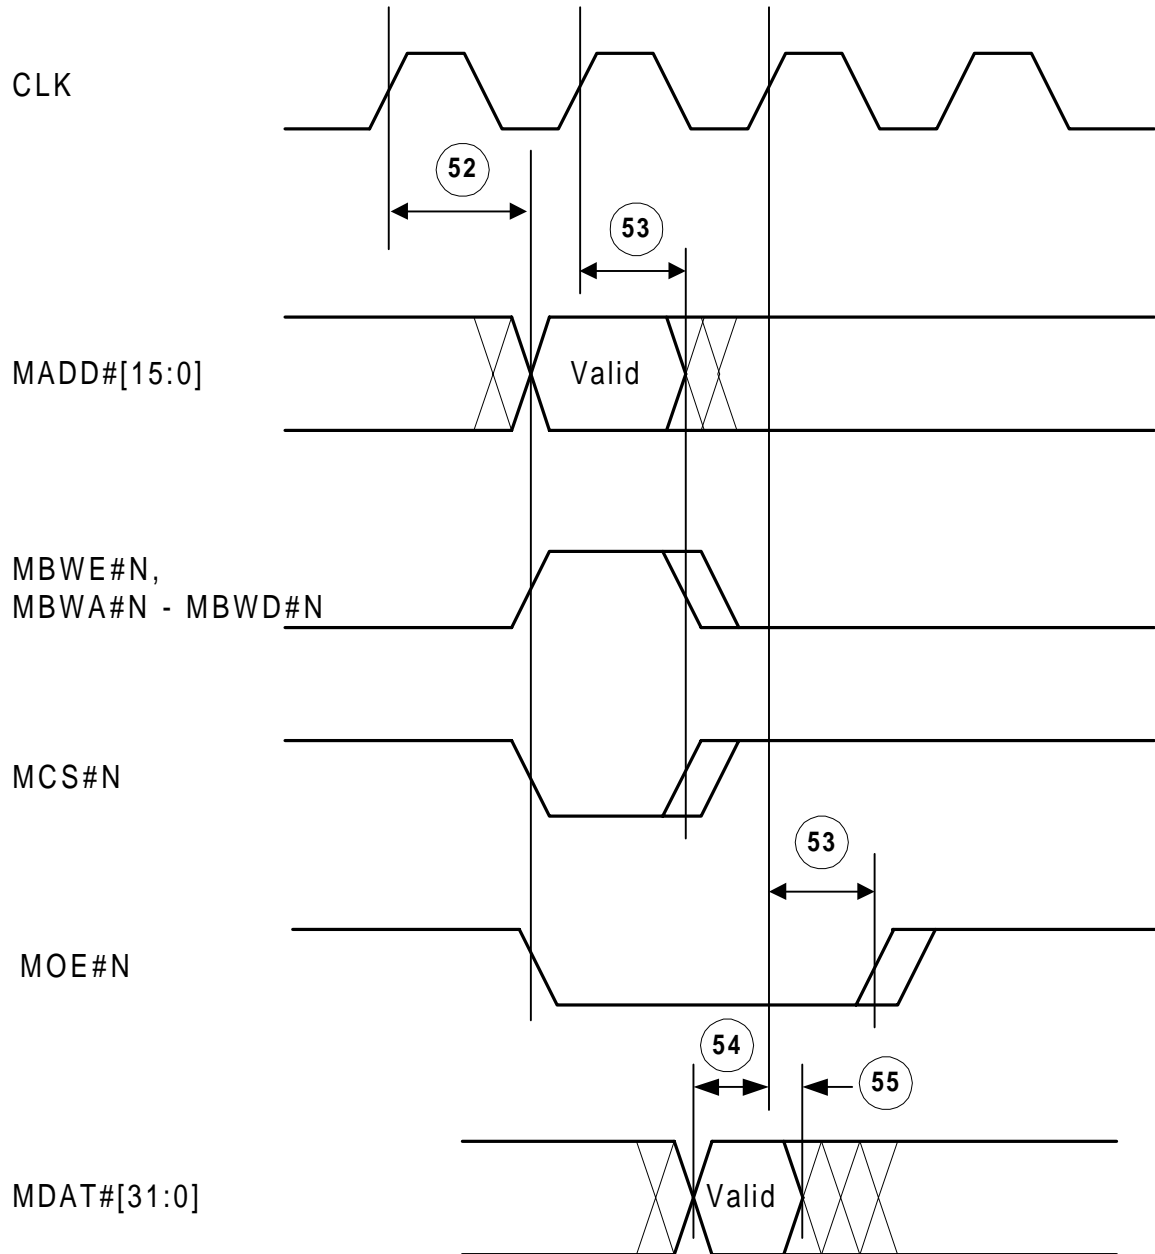 CLK
52
53
MADD#[15:0]
Valid
MBWE#N,
MBWA#N - MBWD#N
MCS#N
53
MOE#N
54
55
MDAT#[31:0]
Valid